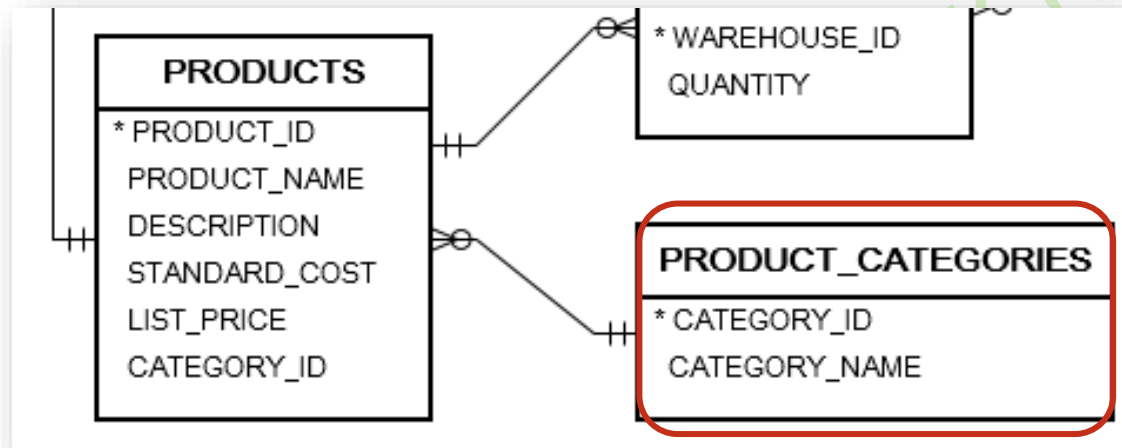 PRODUCTS
* PRODUCT_ID
PRODUCT_NAME
DESCRIPTION
STANDARD_COST
LIST_PRICE
CATEGORY_ID
* WAREHOUSE_ID
QUANTITY
PRODUCT_CATEGORIES
* CATEGORY_ID
CATEGORY_NAME